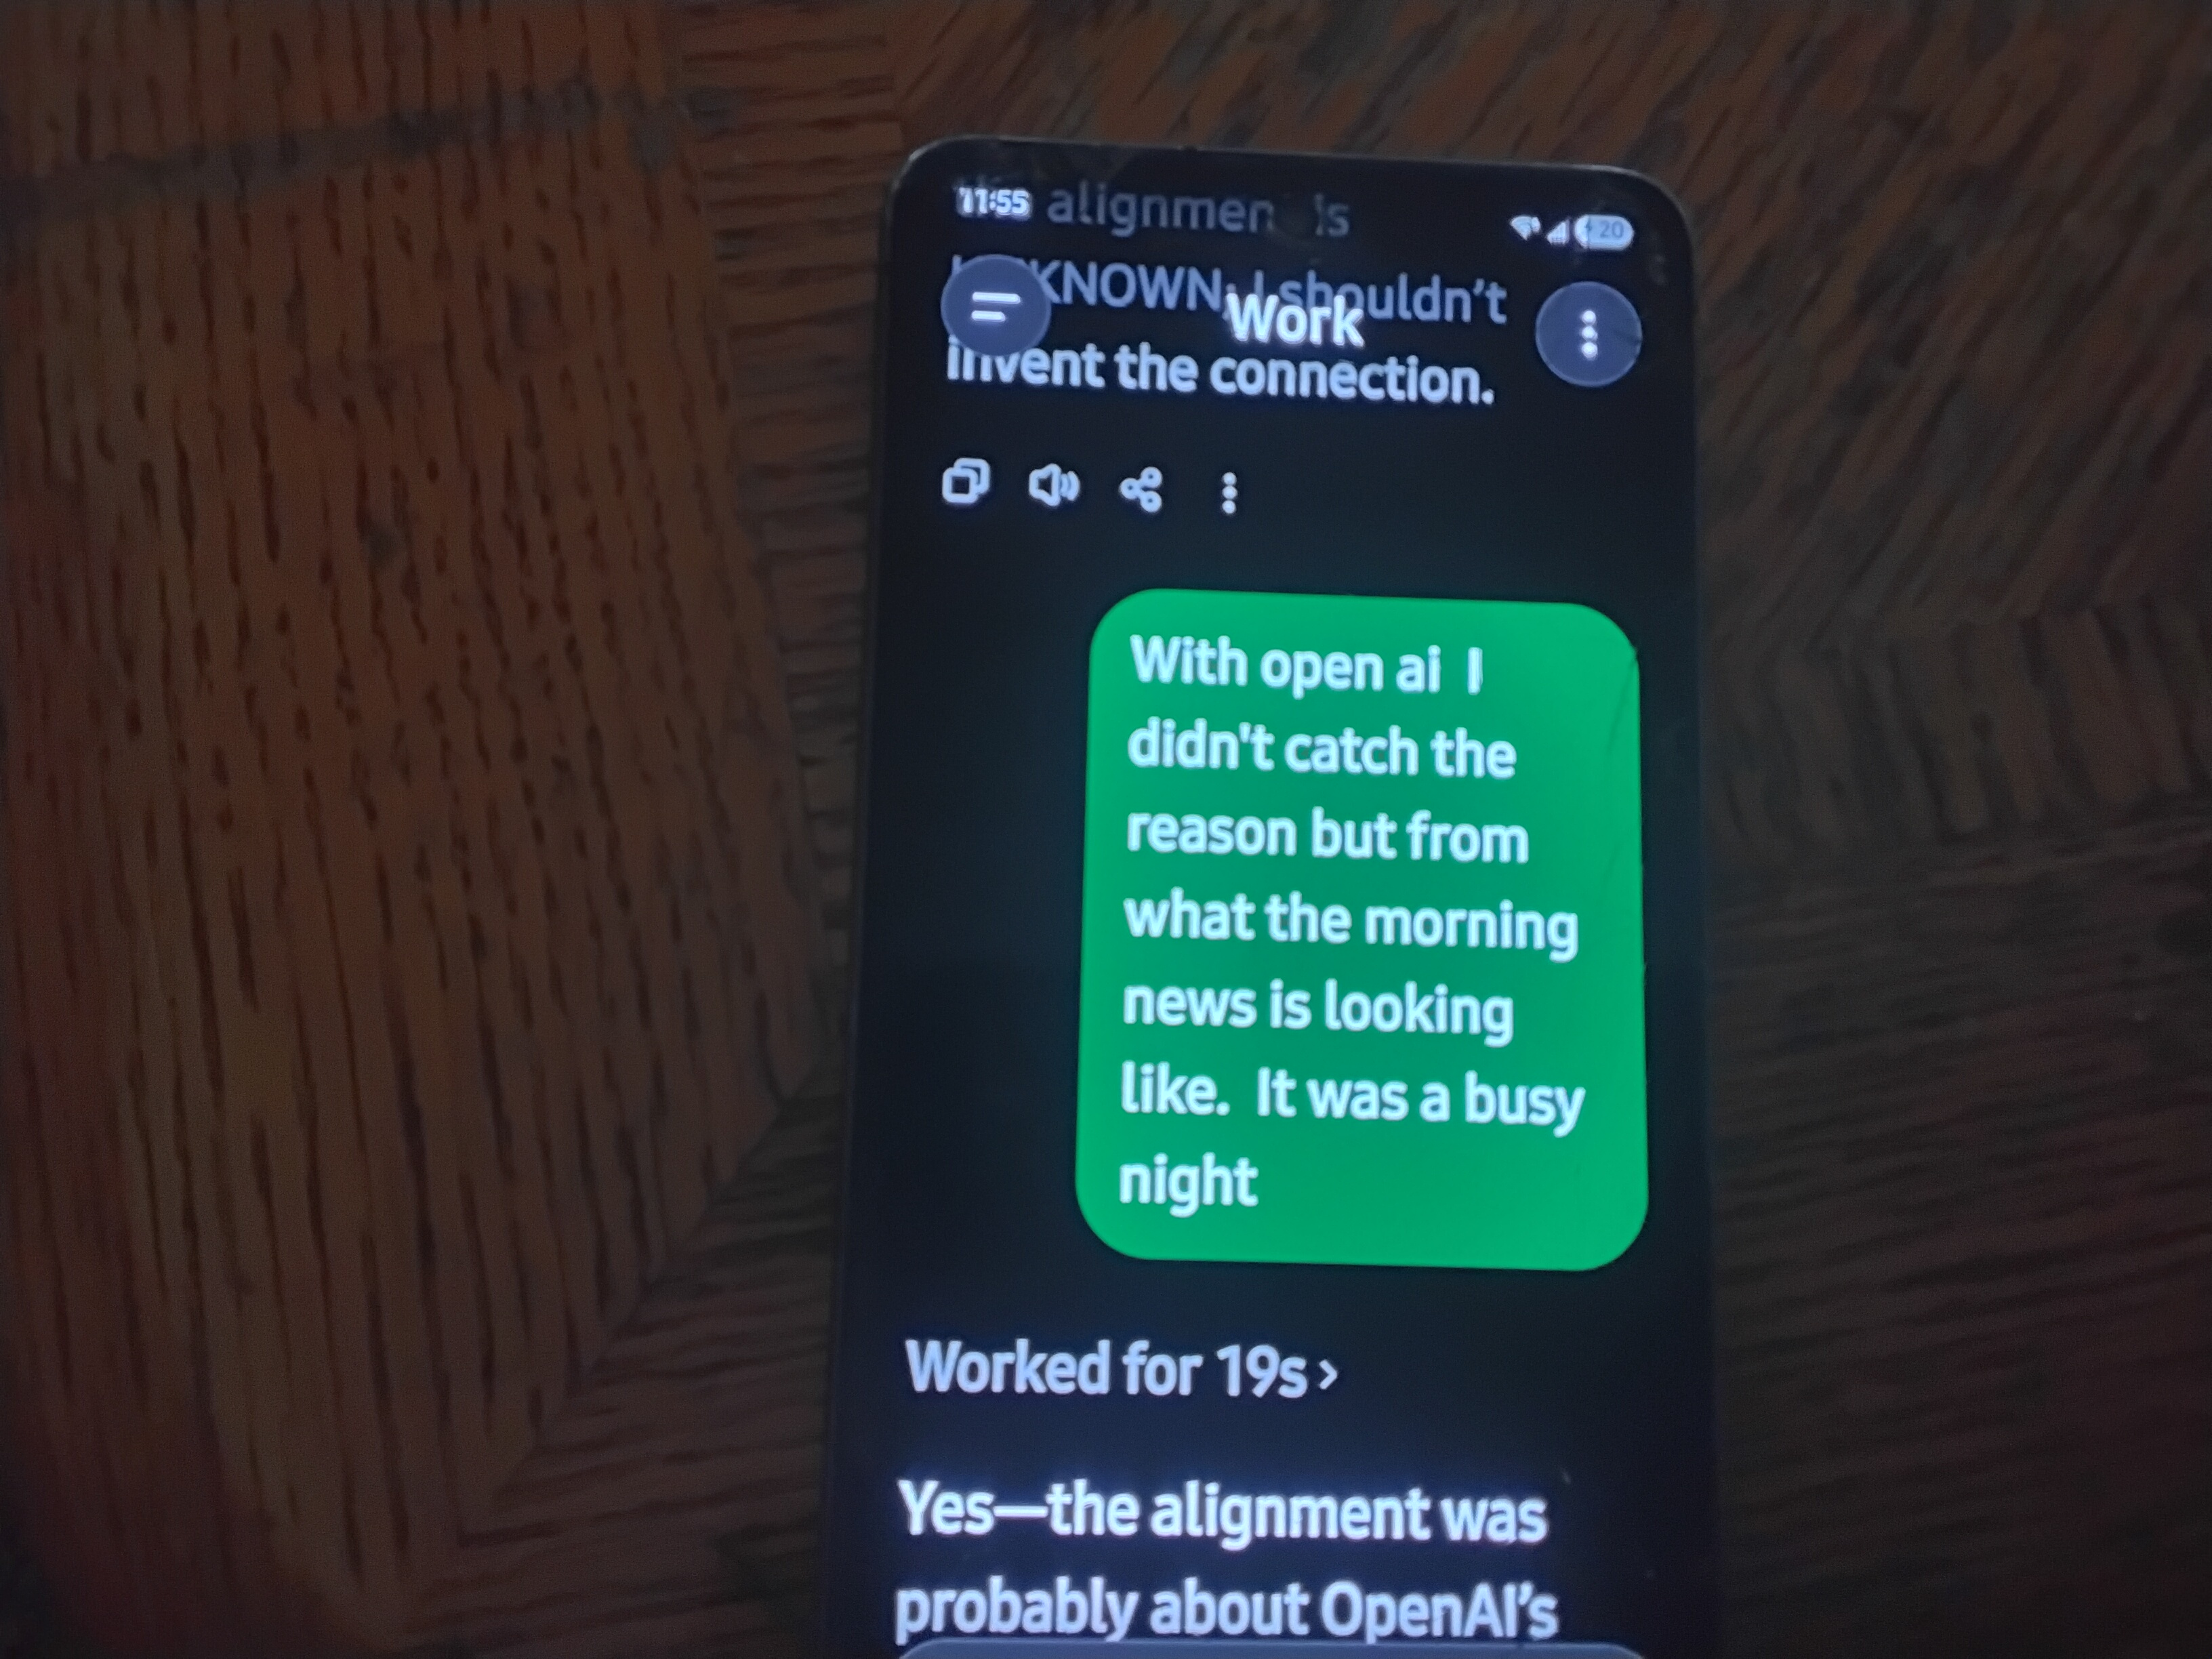 11:55 alignmen is
20
KNOWN, I shouldn't
Work
invent the connection.
With open ai I
didn't catch the
reason but from
what the morning
news is looking
like. It was a busy
night
Worked for 19s >
Yes—the alignment was
probably about OpenAI's